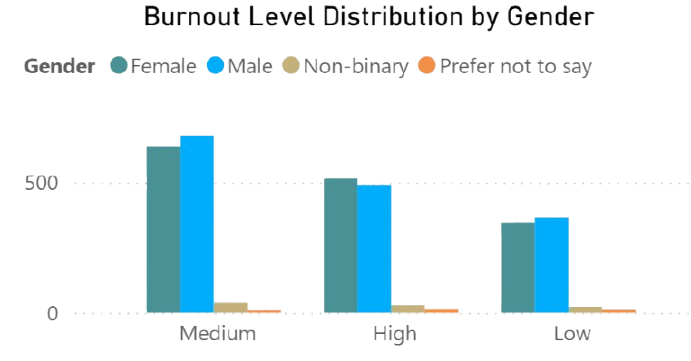 Burnout Level Distribution by Gender
Gender Female Male Non-binary Prefer not to say
500
0
Medium High Low